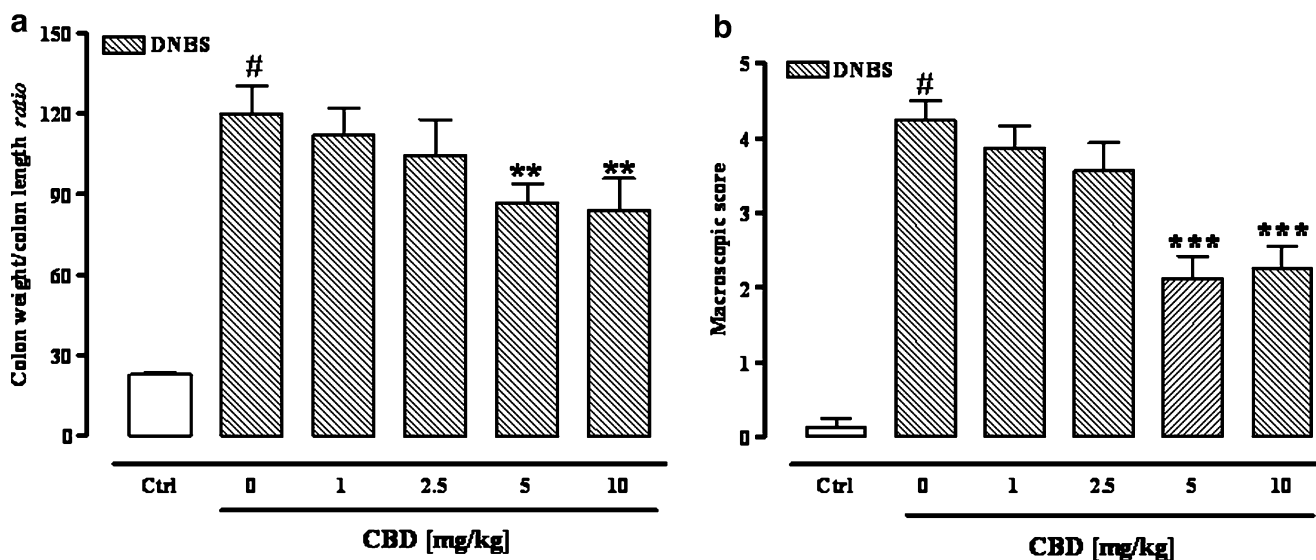 a
Colon weight/colon length ratio
150
120
90
60
30
0
DNBS
#
**
**
Ctrl 0 1 2.5 5 10
CBD [mg/kg]
b
Macroscopic score
5
4
3
2
1
0
DNBS
#
***
***
Ctrl 0 1 2.5 5 10
CBD [mg/kg]